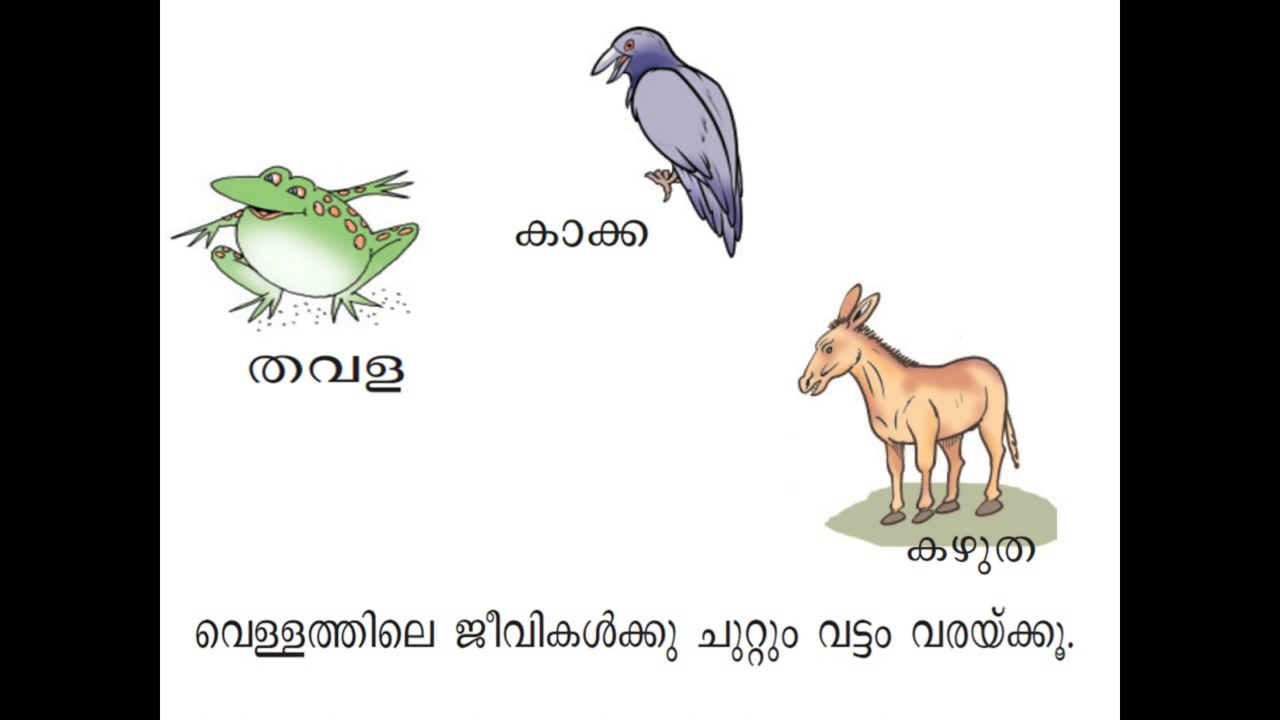 കാക്ക
തവള
കഴുത
വെള്ളത്തിലെ ജീവികൾക്കു ചുറ്റും വട്ടം വരയ്ക്കൂ.